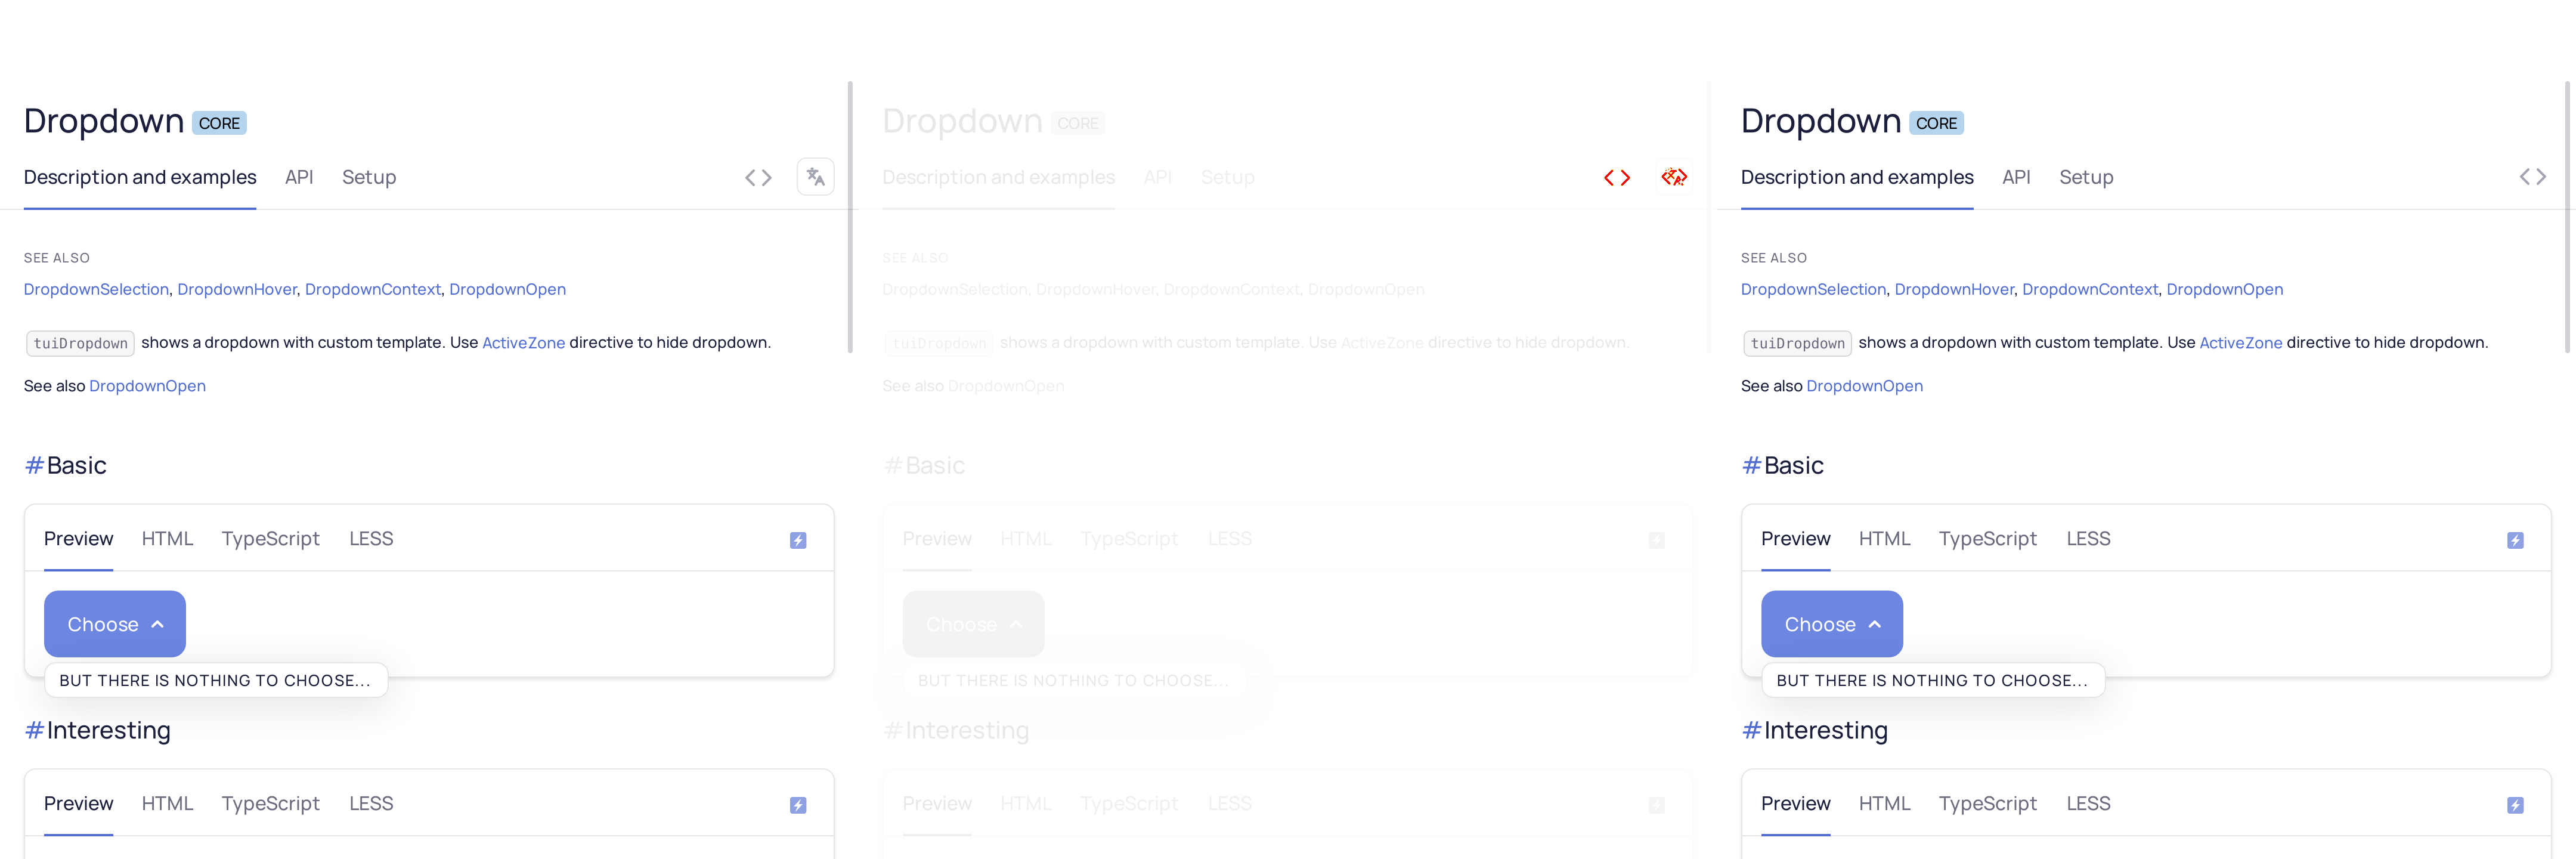 Dropdown CORE
Description and examples API Setup
SEE ALSO
DropdownSelection, DropdownHover, DropdownContext, DropdownOpen
tuiDropdown shows a dropdown with custom template. Use ActiveZone directive to hide dropdown.
See also DropdownOpen
#Basic
Preview HTML TypeScript LESS
Choose
BUT THERE IS NOTHING TO CHOOSE...
#Interesting
Preview HTML TypeScript LESS
Dropdown CORE
Description and examples API Setup
SEE ALSO
DropdownSelection, DropdownHover, DropdownContext, DropdownOpen
tuiDropdown shows a dropdown with custom template. Use ActiveZone directive to hide dropdown.
See also DropdownOpen
#Basic
Preview HTML TypeScript LESS
Choose
BUT THERE IS NOTHING TO CHOOSE...
#Interesting
Preview HTML TypeScript LESS
Dropdown CORE
Description and examples API Setup
SEE ALSO
DropdownSelection, DropdownHover, DropdownContext, DropdownOpen
tuiDropdown shows a dropdown with custom template. Use ActiveZone directive to hide dropdown.
See also DropdownOpen
#Basic
Preview HTML TypeScript LESS
Choose
BUT THERE IS NOTHING TO CHOOSE...
#Interesting
Preview HTML TypeScript LESS